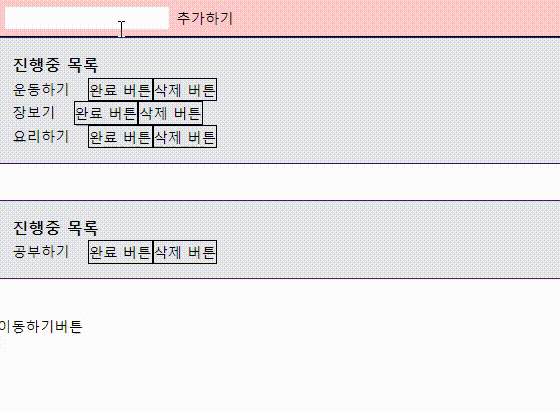 추가하기
진행중 목록
운동하기 완료 버튼 삭제 버튼
장보기 완료 버튼 삭제 버튼
요리하기 완료 버튼 삭제 버튼
진행중 목록
공부하기 완료 버튼 삭제 버튼
이동하기버튼